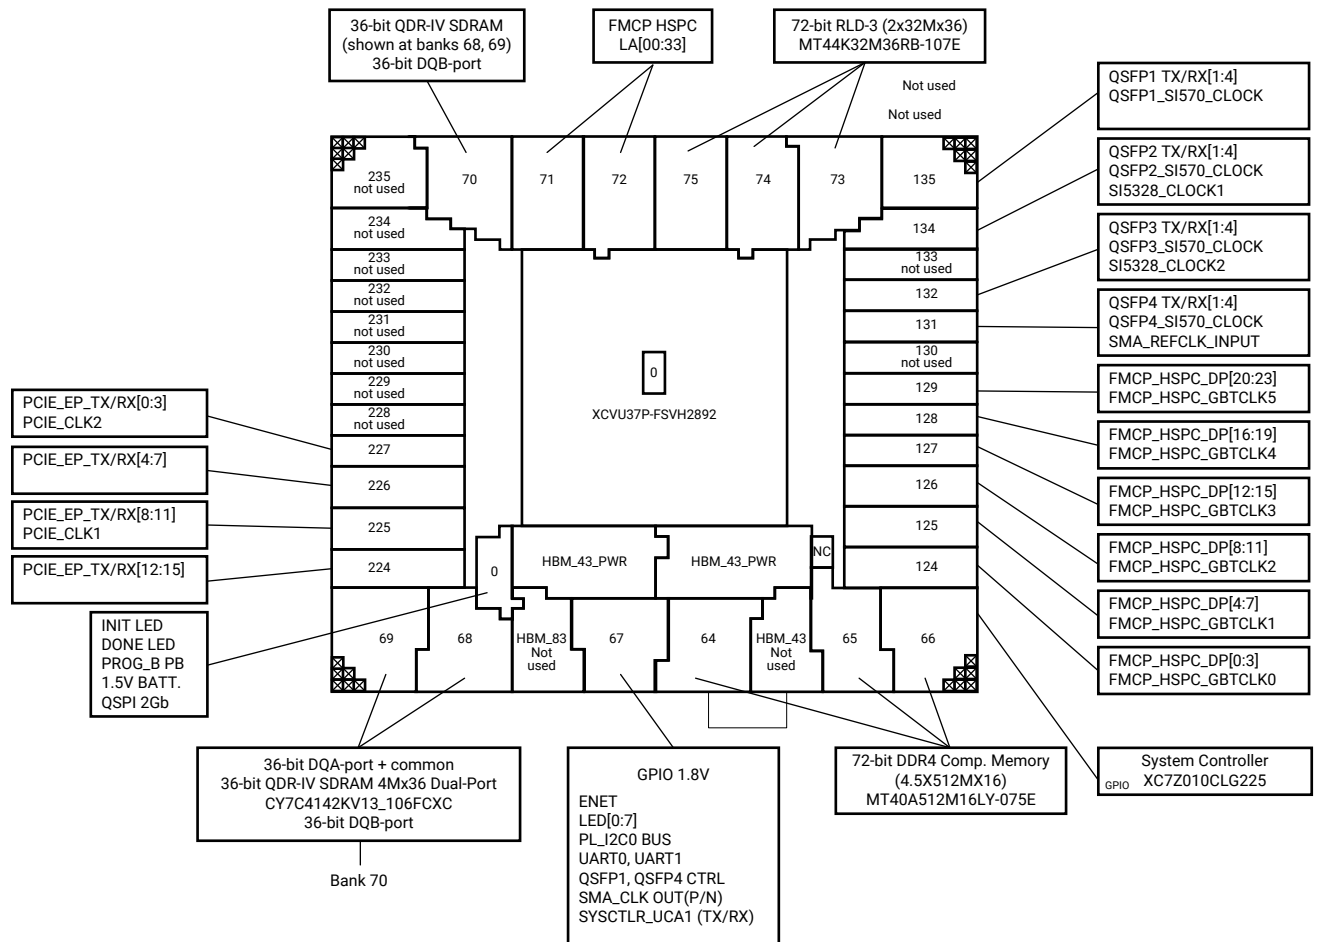 36-bit QDR-IV SDRAM
(shown at banks 68, 69)
36-bit DQB-port
FMCP HSPC
LA[00:33]
72-bit RLD-3 (2x32Mx36)
MT44K32M36RB-107E
Not used
Not used
QSFP1 TX/RX[1:4]
QSFP1_SI570_CLOCK
QSFP2 TX/RX[1:4]
QSFP2_SI570_CLOCK
SI5328_CLOCK1
QSFP3 TX/RX[1:4]
QSFP3_SI570_CLOCK
SI5328_CLOCK2
QSFP4 TX/RX[1:4]
QSFP4_SI570_CLOCK
SMA_REFCLK_INPUT
FMCP_HSPC_DP[20:23]
FMCP_HSPC_GBTCLK5
FMCP_HSPC_DP[16:19]
FMCP_HSPC_GBTCLK4
FMCP_HSPC_DP[12:15]
FMCP_HSPC_GBTCLK3
FMCP_HSPC_DP[8:11]
FMCP_HSPC_GBTCLK2
FMCP_HSPC_DP[4:7]
FMCP_HSPC_GBTCLK1
FMCP_HSPC_DP[0:3]
FMCP_HSPC_GBTCLK0
System Controller
GPIO XC7Z010CLG225
235
not used
70
71
72
75
74
73
135
234
not used
233
not used
232
not used
231
not used
230
not used
229
not used
228
not used
227
226
225
224
134
133
not used
132
131
130
not used
129
128
127
126
125
124
0
XCVU37P-FSVH2892
PCIE_EP_TX/RX[0:3]
PCIE_CLK2
PCIE_EP_TX/RX[4:7]
PCIE_EP_TX/RX[8:11]
PCIE_CLK1
PCIE_EP_TX/RX[12:15]
INIT LED
DONE LED
PROG_B PB
1.5V BATT.
QSPI 2Gb
0
HBM_43_PWR
HBM_43_PWR
NC
69
68
HBM_83
Not
used
67
64
HBM_43
Not
used
65
66
36-bit DQA-port + common
36-bit QDR-IV SDRAM 4Mx36 Dual-Port
CY7C4142KV13_106FCXC
36-bit DQB-port
Bank 70
GPIO 1.8V
ENET
LED[0:7]
PL_I2C0 BUS
UART0, UART1
QSFP1, QSFP4 CTRL
SMA_CLK OUT(P/N)
SYSCTLR_UCA1 (TX/RX)
72-bit DDR4 Comp. Memory
(4.5X512MX16)
MT40A512M16LY-075E